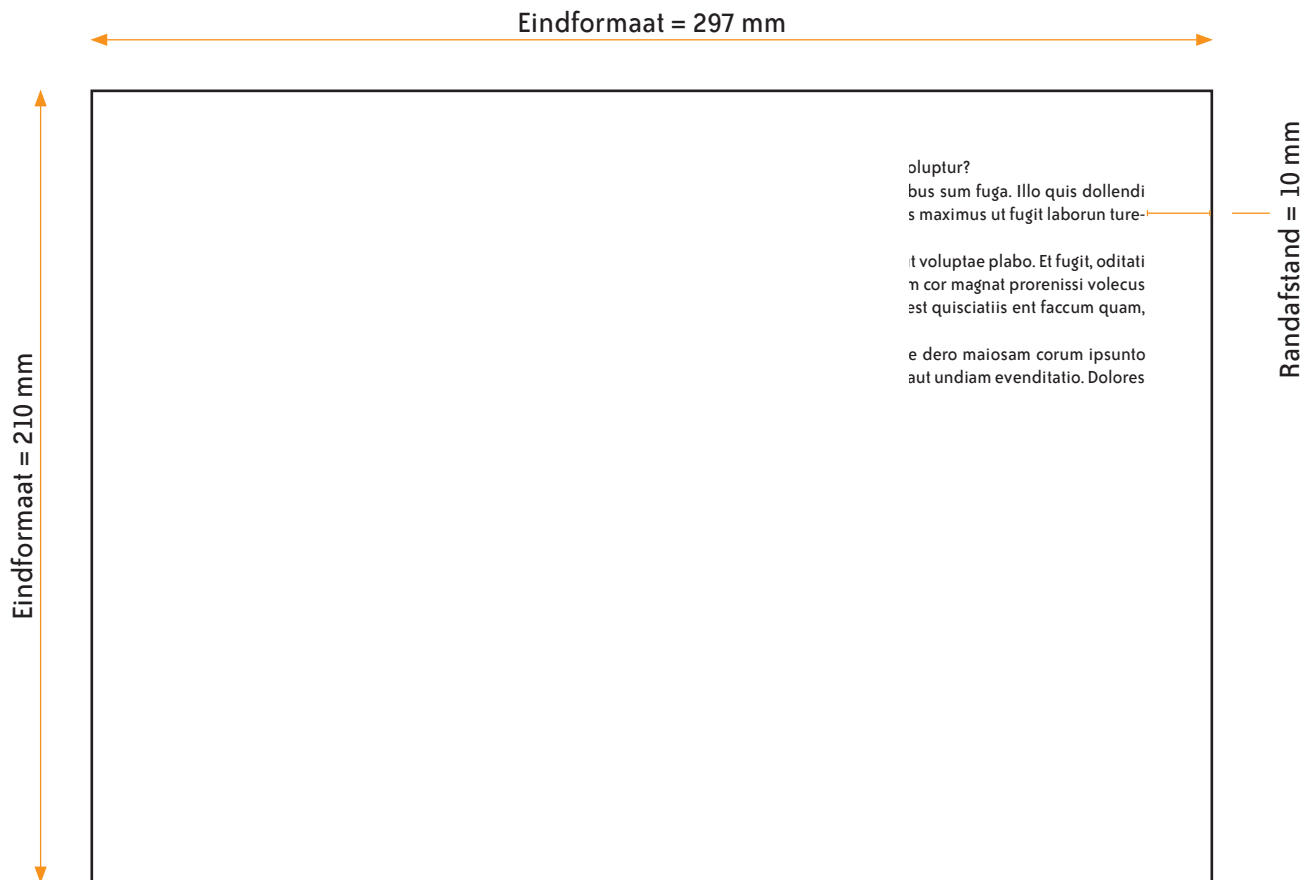 Eindformaat = 297 mm
Eindformaat = 210 mm
oluptur?
bus sum fuga. Illo quis dollendi
s maximus ut fugit laborun ture-
t voluptae plabo. Et fugit, oditati
m cor magnat prorenissi volecus
est quisciatiis ent faccum quam,
e dero maiosam corum ipsunto
aut undiam evenditatio. Dolores
Randafstand = 10 mm